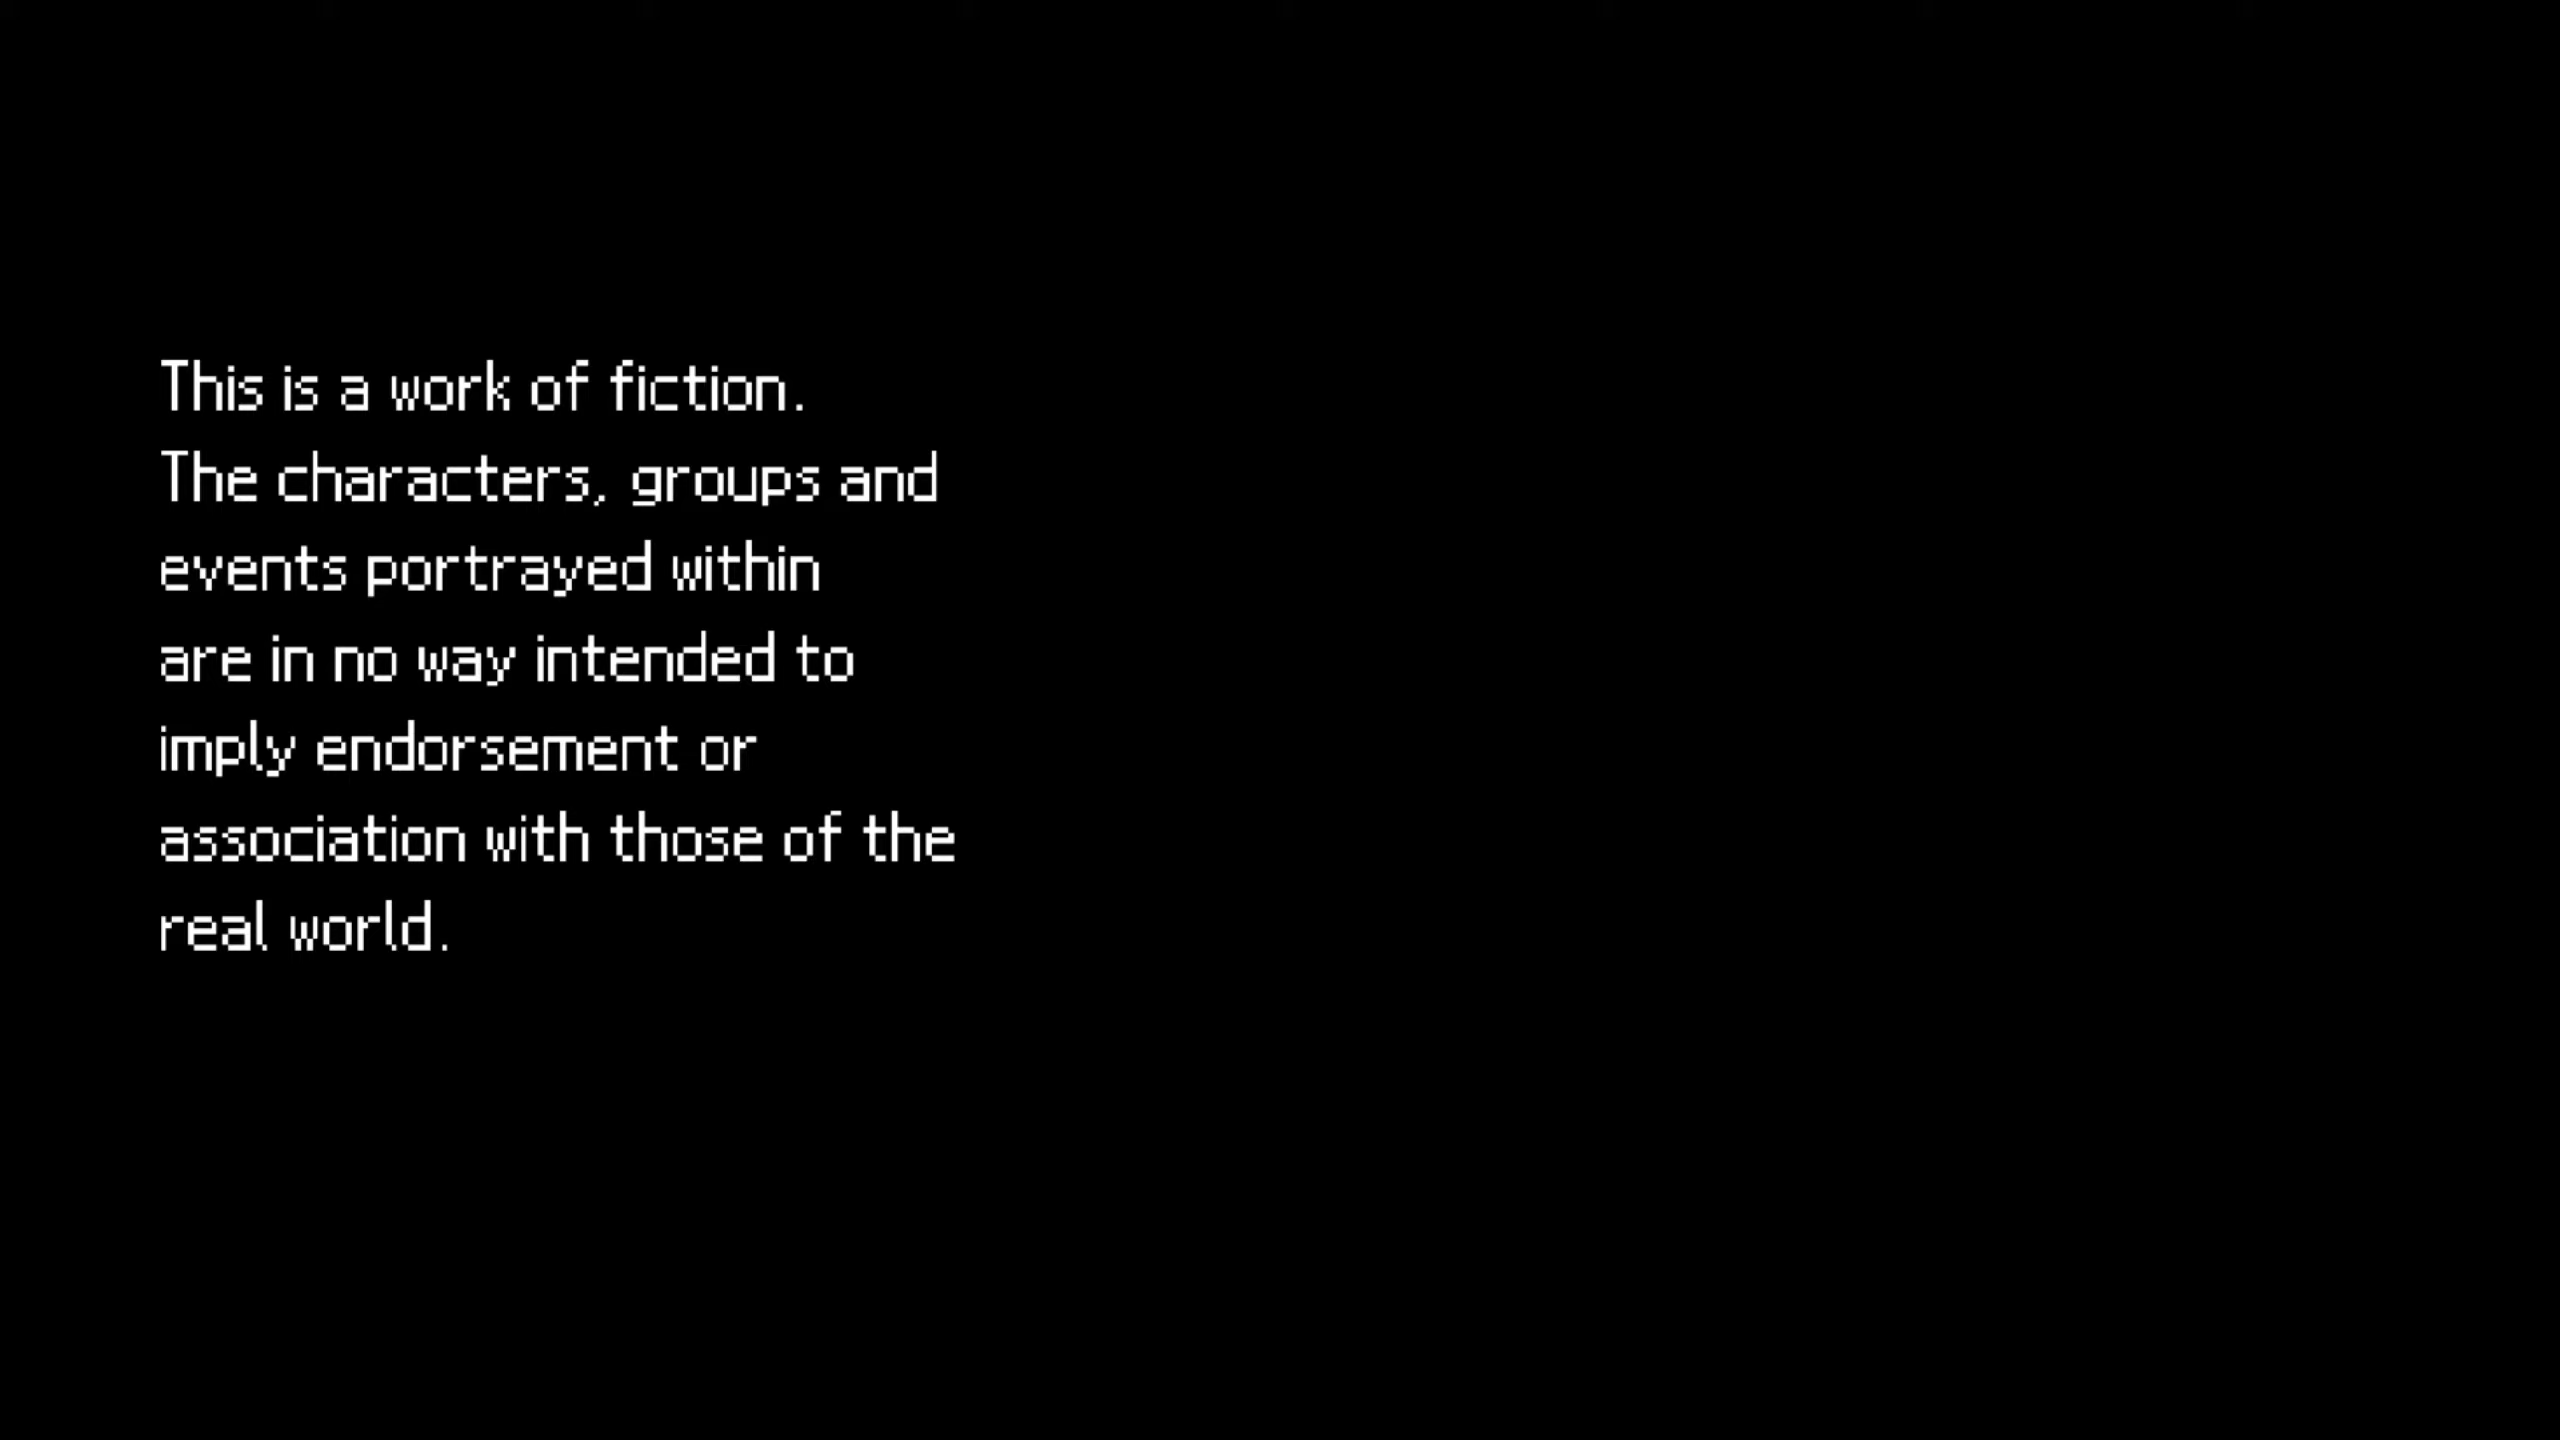 This is a work of fiction.
The characters, groups and
events portrayed within
are in no way intended to
imply endorsement or
association with those of the
real world.